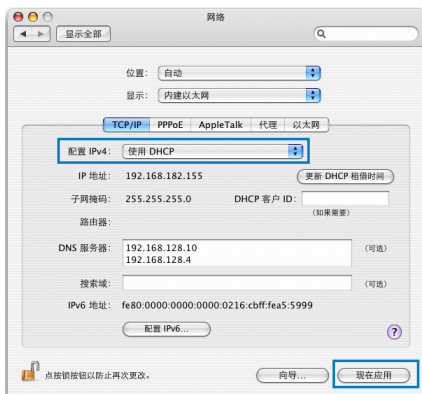 网络
显示全部
位置: 自动
显示: 内建以太网
TCP/IP PPPoE AppleTalk 代理 以太网
配置 IPv4: 使用 DHCP
IP 地址: 192.168.182.155 更新 DHCP 租借时间
子网掩码: 255.255.255.0 DHCP 客户 ID:
(如果需要)
路由器:
DNS 服务器: 192.168.128.10 (可选)
192.168.128.4
搜索域: (可选)
IPv6 地址: fe80:0000:0000:0000:0216:cbff:fea5:5999
配置 IPv6... ?
点按锁按钮以防止再次更改。 向导... 现在应用